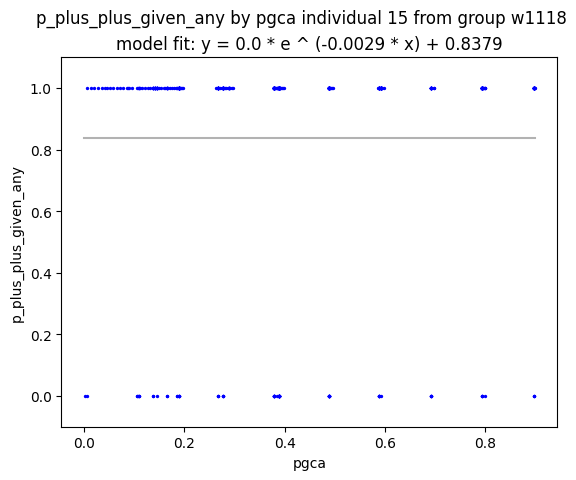 p_plus_plus_given_any by pgca individual 15 from group w1118
model fit: y = 0.0 * e ^ (-0.0029 * x) + 0.8379
1.0
0.8
0.6
0.4
0.2
0.0
p_plus_plus_given_any
0.0 0.2 0.4 0.6 0.8
pgca